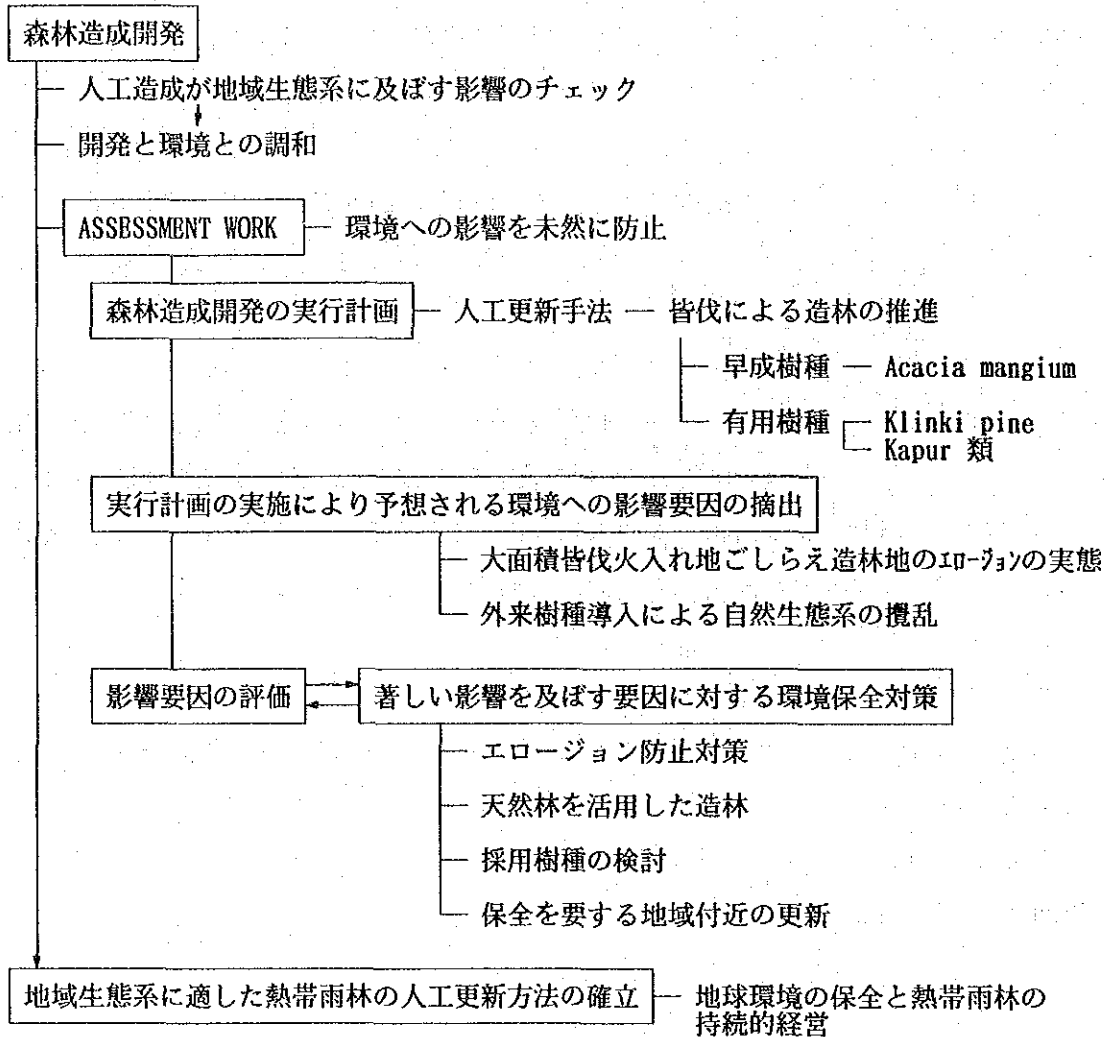 森林造成開発
人工造成が地域生態系に及ぼす影響のチェック
開発と環境との調和
ASSESSMENT WORK 環境への影響を未然に防止
森林造成開発の実行計画 人工更新手法 皆伐による造林の推進
早成樹種 Acacia mangium
有用樹種 Klinki pine
Kapur 類
実行計画の実施により予想される環境への影響要因の摘出
大面積皆伐火入れ地ごしらえ造林地のエロージョンの実態
外来樹種導入による自然生態系の攪乱
影響要因の評価 著しい影響を及ぼす要因に対する環境保全対策
エロージョン防止対策
天然林を活用した造林
採用樹種の検討
保全を要する地域付近の更新
地域生態系に適した熱帯雨林の人工更新方法の確立 地球環境の保全と熱帯雨林の
持続的経営